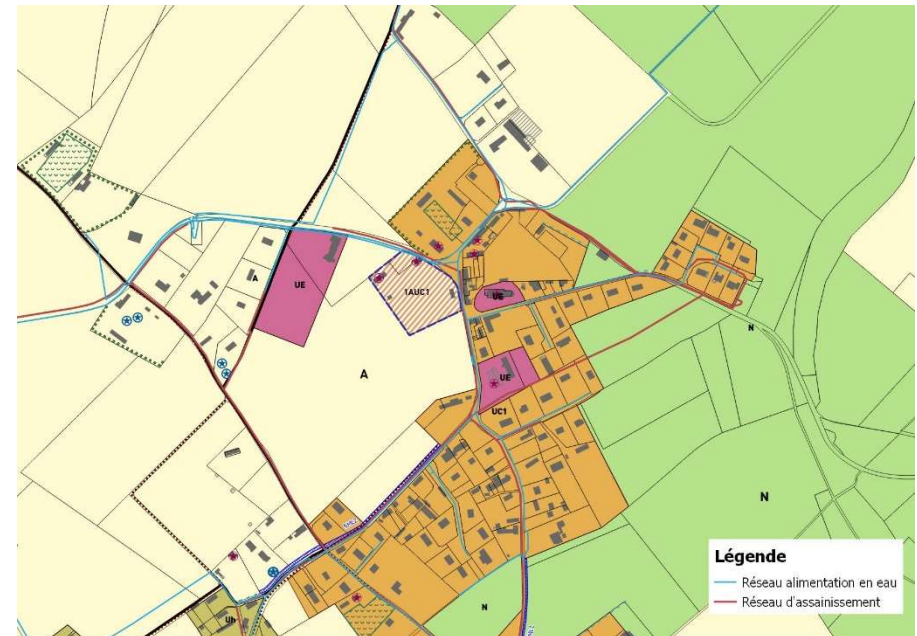 A
UE
1AUC1
UE
N
A
UE
UC1
N
N
Uh
Légende
Réseau alimentation en eau
Réseau d'assainissement